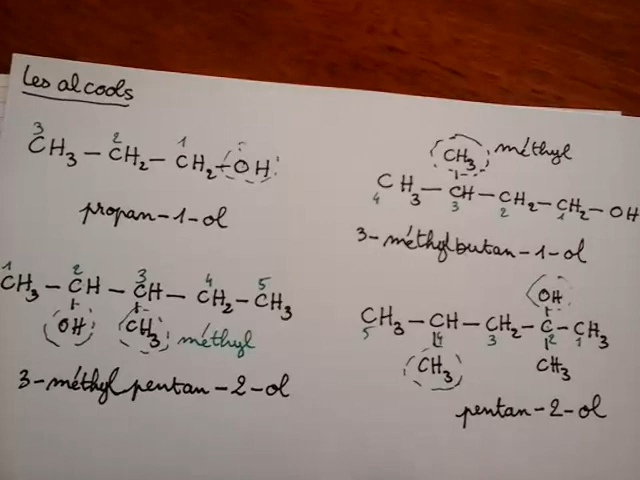 Les alcools
3 2 1
CH3 – CH2 – CH2 – OH
propan-1-ol
CH3 méthyl
CH3 – CH – CH2 – CH2 – OH
4 3 2 1
3-méthylbutan-1-ol
1 2 3 4 5
CH3 – CH – CH – CH2 – CH3
OH CH3 méthyl
3-méthylpentan-2-ol
OH
CH3 – CH – CH2 – C – CH3
5 4 3 2 1
CH3 CH3
pentan-2-ol